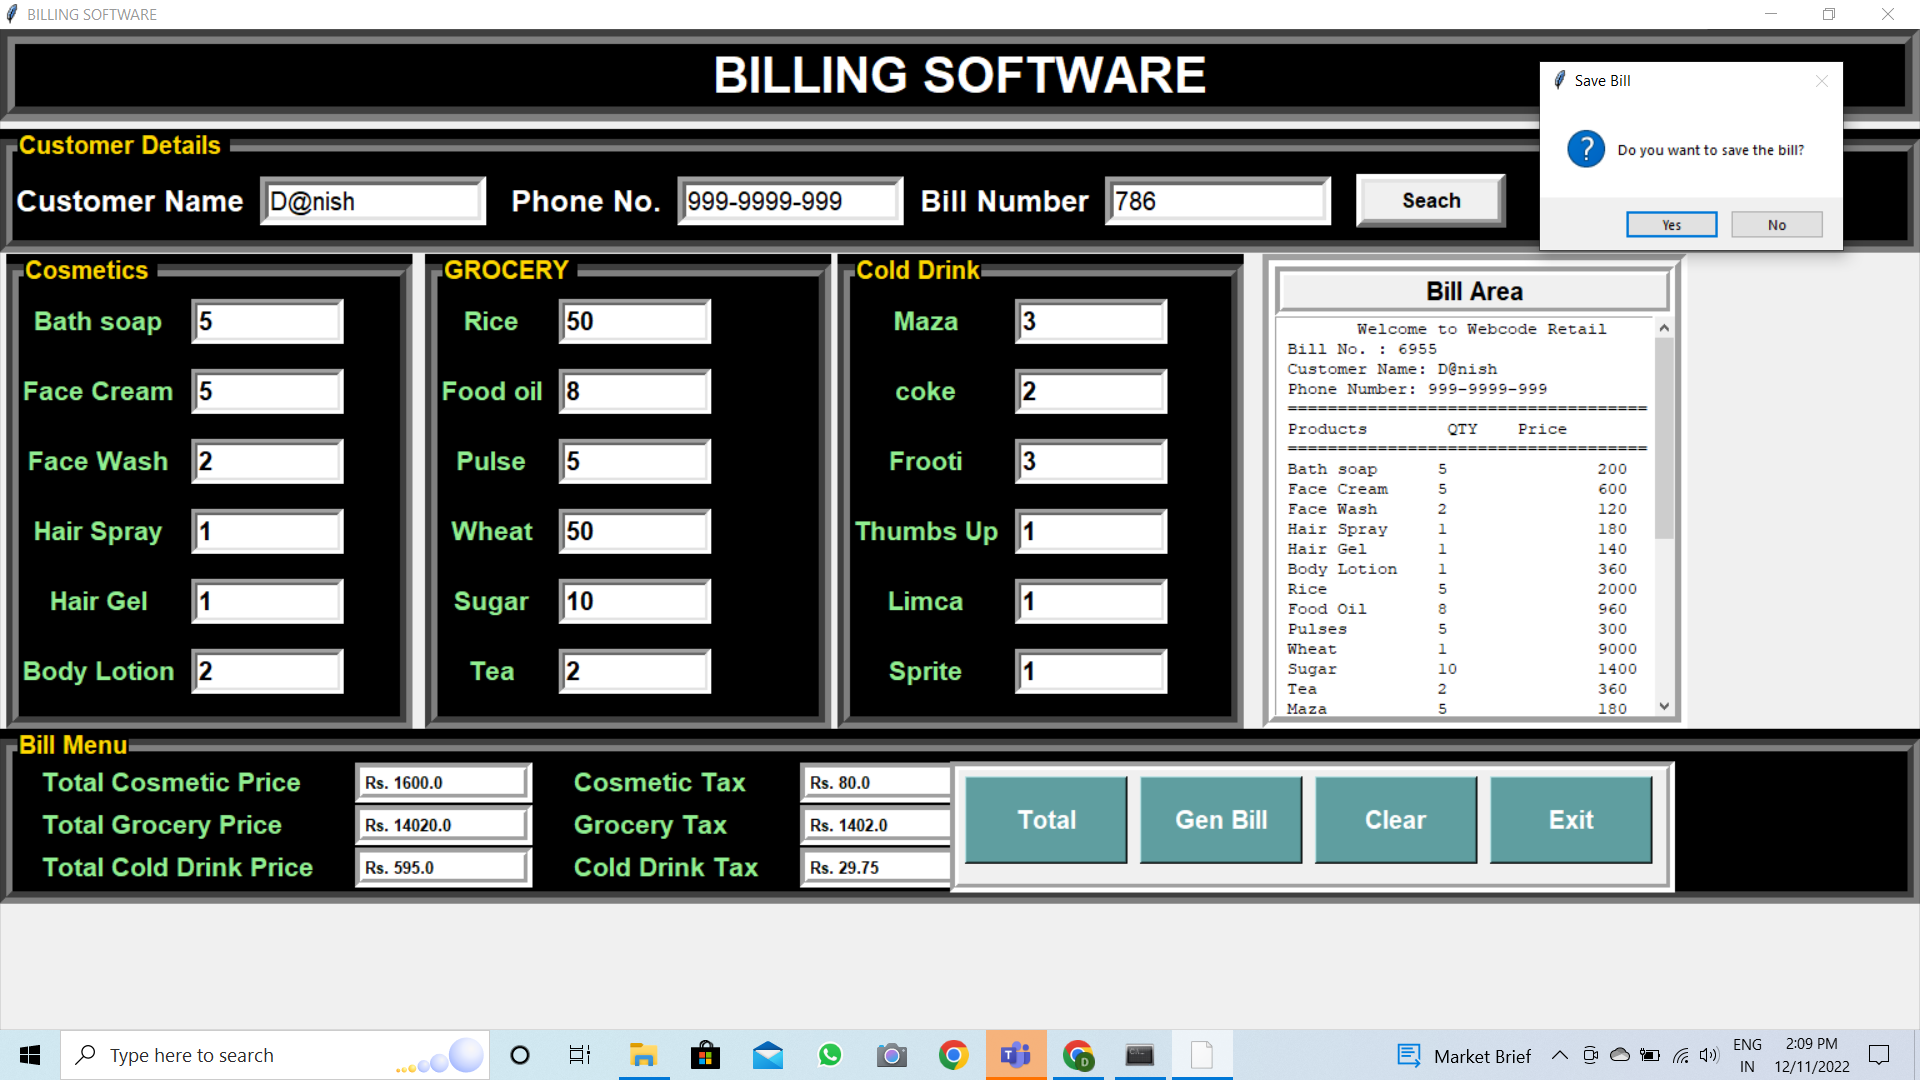 BILLING SOFTWARE
BILLING SOFTWARE
Save Bill
? Do you want to save the bill?
Yes No
Customer Details
Customer Name D@nish Phone No. 999-9999-999 Bill Number 786 Seach
Cosmetics
Bath soap 5
Face Cream 5
Face Wash 2
Hair Spray 1
Hair Gel 1
Body Lotion 2
GROCERY
Rice 50
Food oil 8
Pulse 5
Wheat 50
Sugar 10
Tea 2
Cold Drink
Maza 3
coke 2
Frooti 3
Thumbs Up 1
Limca 1
Sprite 1
Bill Area
Welcome to Webcode Retail
Bill No. : 6955
Customer Name: D@nish
Phone Number: 999-9999-999
====================================
Products QTY Price
====================================
Bath soap 5 200
Face Cream 5 600
Face Wash 2 120
Hair Spray 1 180
Hair Gel 1 140
Body Lotion 1 360
Rice 5 2000
Food Oil 8 960
Pulses 5 300
Wheat 1 9000
Sugar 10 1400
Tea 2 360
Maza 5 180
Bill Menu
Total Cosmetic Price Rs. 1600.0 Cosmetic Tax Rs. 80.0
Total Grocery Price Rs. 14020.0 Grocery Tax Rs. 1402.0
Total Cold Drink Price Rs. 595.0 Cold Drink Tax Rs. 29.75
Total Gen Bill Clear Exit
Type here to search
D
Market Brief
ENG
IN
2:09 PM
12/11/2022